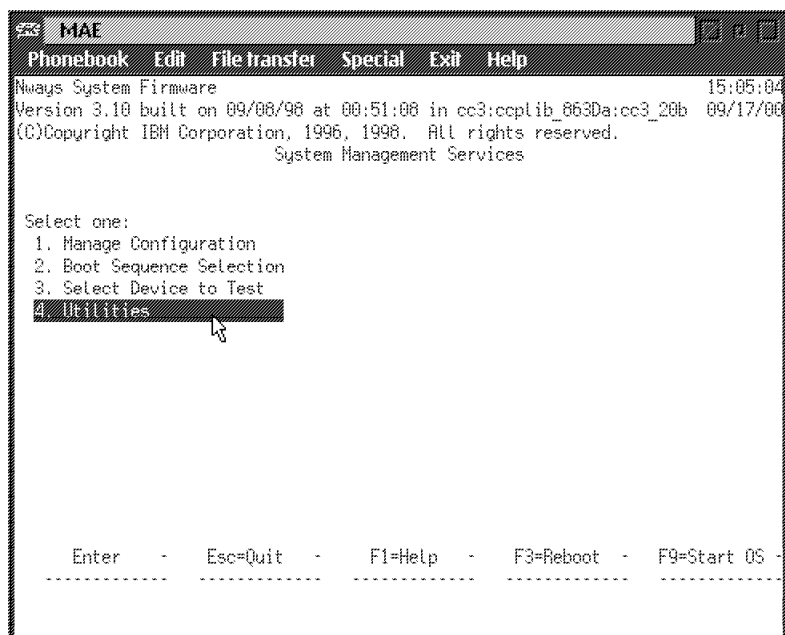 MAE
Phonebook Edit File transfer Special Exit Help
Nways System Firmware 15:05:04
Version 3.10 built on 09/08/98 at 00:51:08 in cc3:ccplib_863Da:cc3_20b 09/17/00
(C)Copyright IBM Corporation, 1996, 1998. All rights reserved.
System Management Services
Select one:
1. Manage Configuration
2. Boot Sequence Selection
3. Select Device to Test
4. Utilities
Enter - Esc=Quit - F1=Help - F3=Reboot - F9=Start OS -